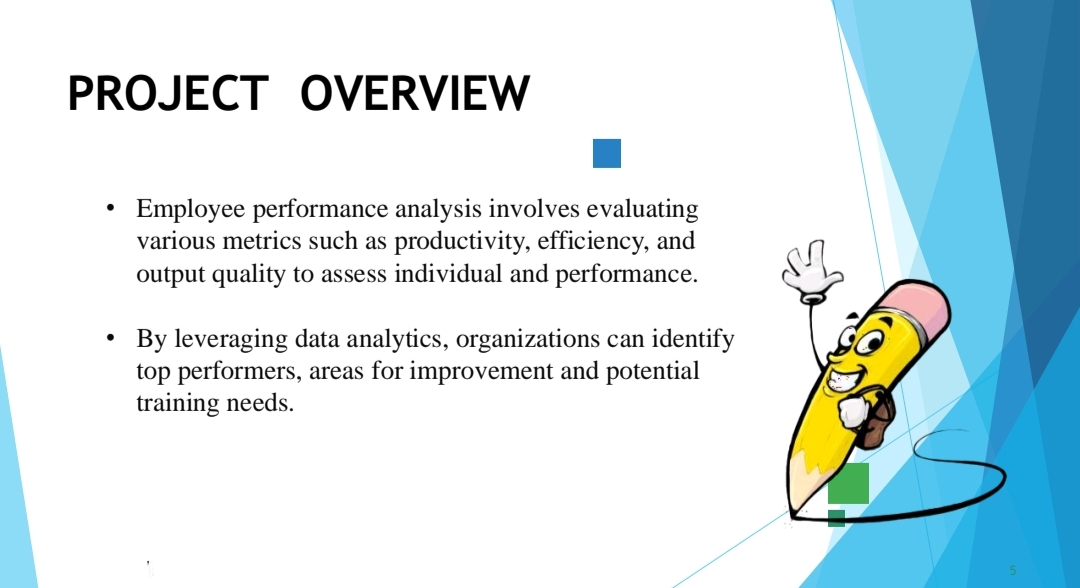 PROJECT OVERVIEW
• Employee performance analysis involves evaluating
various metrics such as productivity, efficiency, and
output quality to assess individual and performance.
• By leveraging data analytics, organizations can identify
top performers, areas for improvement and potential
training needs.
5